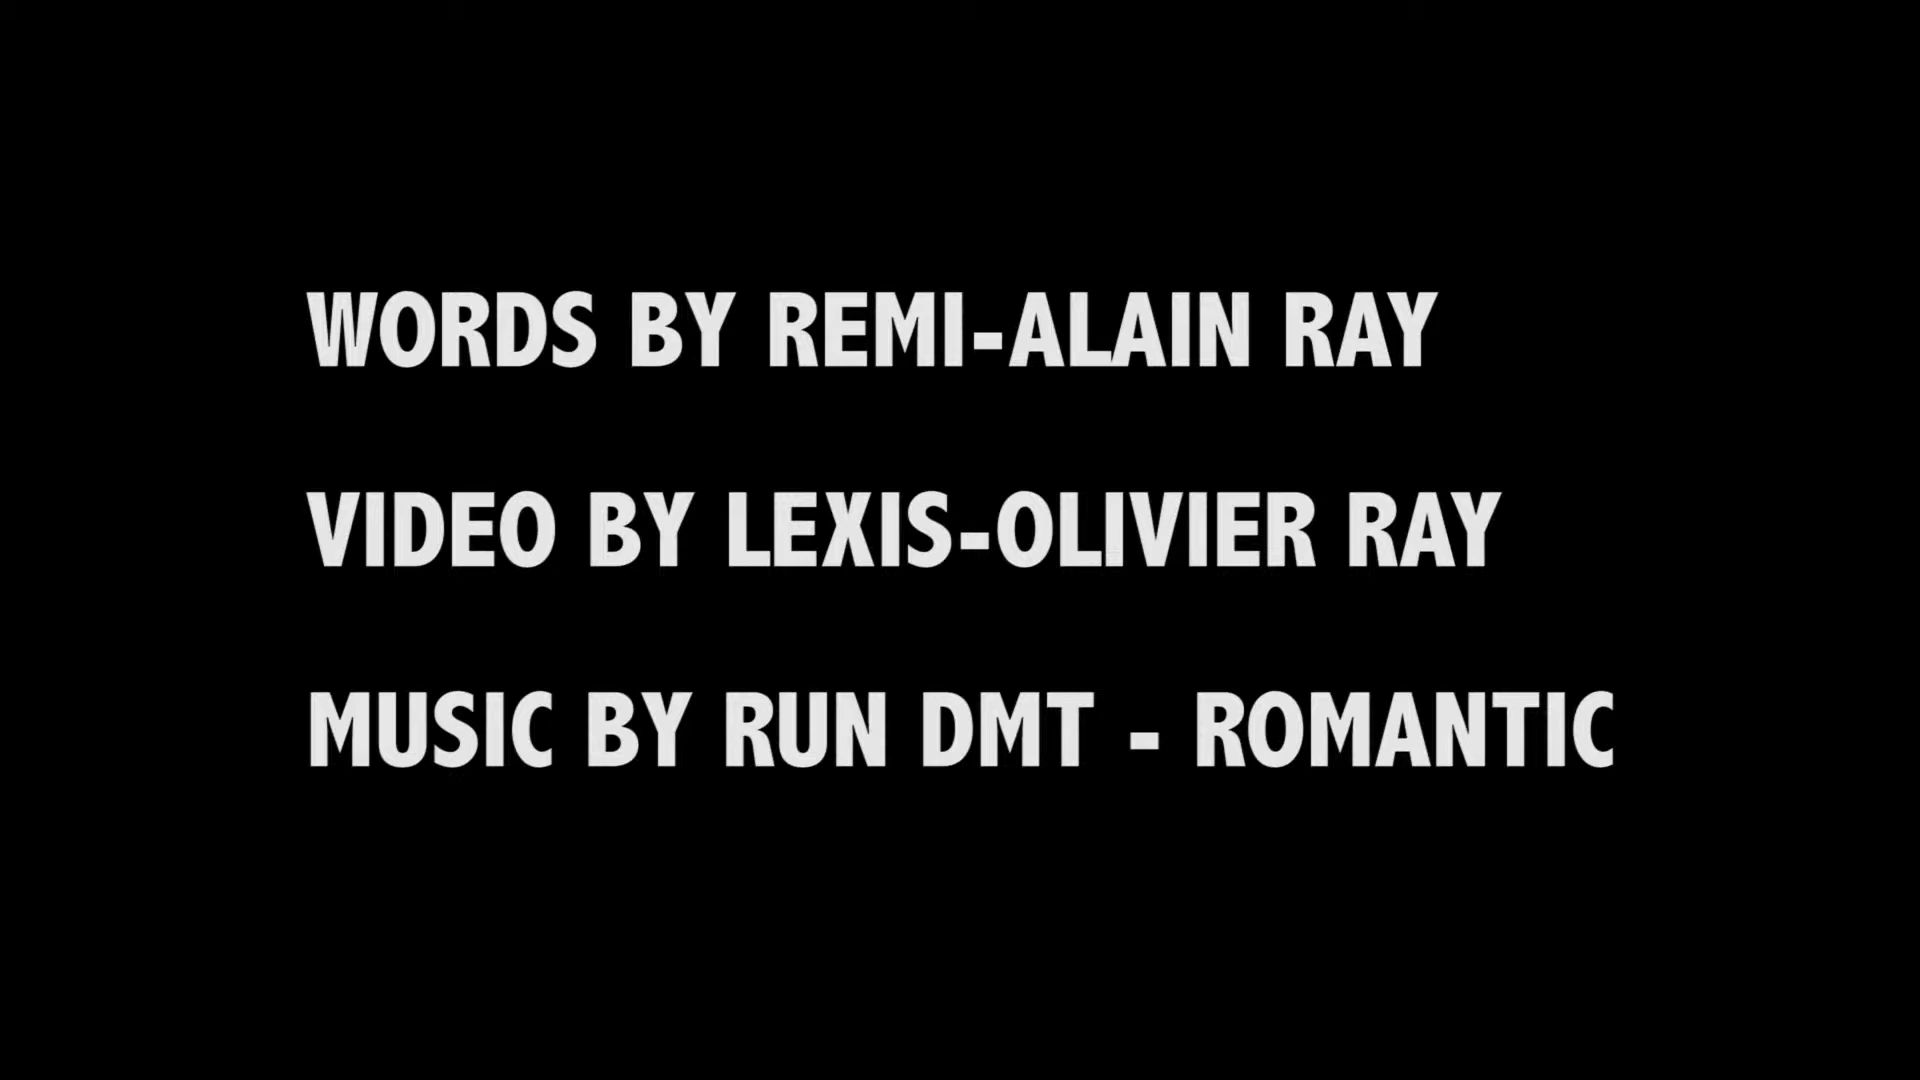 WORDS BY REMI-ALAIN RAY
VIDEO BY LEXIS-OLIVIER RAY
MUSIC BY RUN DMT - ROMANTIC